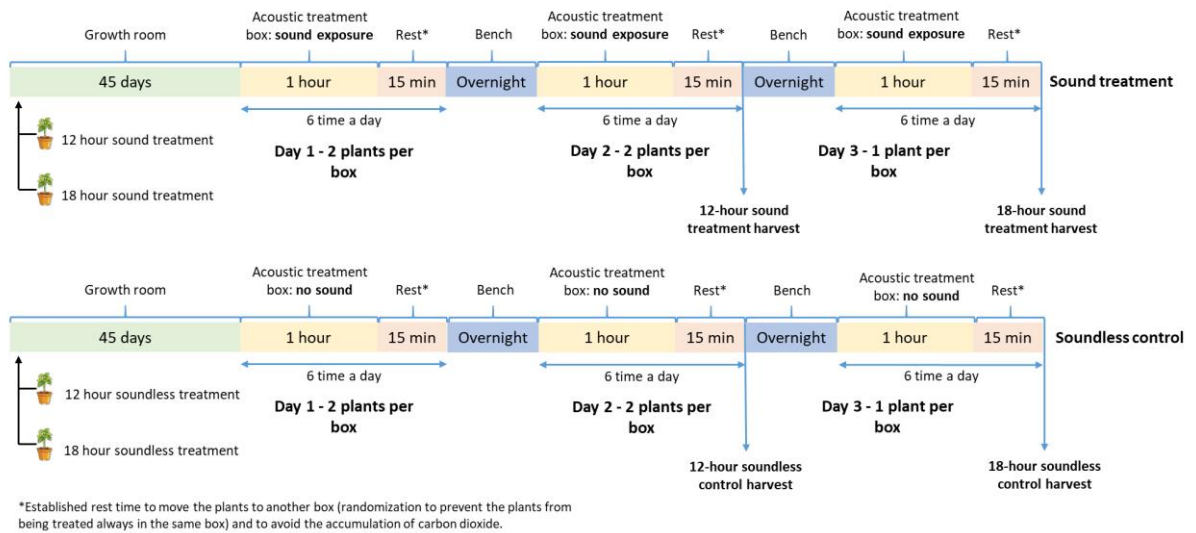 Growth room
Acoustic treatment
box: sound exposure
Rest*
Bench
Acoustic treatment
box: sound exposure
Rest*
Bench
Acoustic treatment
box: sound exposure
Rest*
45 days
1 hour
15 min
Overnight
1 hour
15 min
Overnight
1 hour
15 min
Sound treatment
6 time a day
6 time a day
6 time a day
12 hour sound treatment
18 hour sound treatment
Day 1 - 2 plants per
box
Day 2 - 2 plants per
box
Day 3 - 1 plant per
box
12-hour sound
treatment harvest
18-hour sound
treatment harvest
Growth room
Acoustic treatment
box: no sound
Rest*
Bench
Acoustic treatment
box: no sound
Rest*
Bench
Acoustic treatment
box: no sound
Rest*
45 days
1 hour
15 min
Overnight
1 hour
15 min
Overnight
1 hour
15 min
Soundless control
6 time a day
6 time a day
6 time a day
12 hour soundless treatment
18 hour soundless treatment
Day 1 - 2 plants per
box
Day 2 - 2 plants per
box
Day 3 - 1 plant per
box
12-hour soundless
control harvest
18-hour soundless
control harvest
*Established rest time to move the plants to another box (randomization to prevent the plants from
being treated always in the same box) and to avoid the accumulation of carbon dioxide.